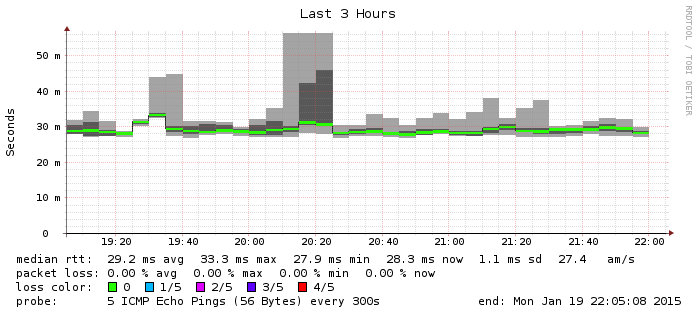 Last 3 Hours
RRDTOOL / TOBI OETIKER
Seconds
50 m
40 m
30 m
20 m
10 m
0
19:20 19:40 20:00 20:20 20:40 21:00 21:20 21:40 22:00
median rtt: 29.2 ms avg 33.3 ms max 27.9 ms min 28.3 ms now 1.1 ms sd 27.4 am/s
packet loss: 0.00 % avg 0.00 % max 0.00 % min 0.00 % now
loss color: 0 1/5 2/5 3/5 4/5
probe: 5 ICMP Echo Pings (56 Bytes) every 300s end: Mon Jan 19 22:05:08 2015